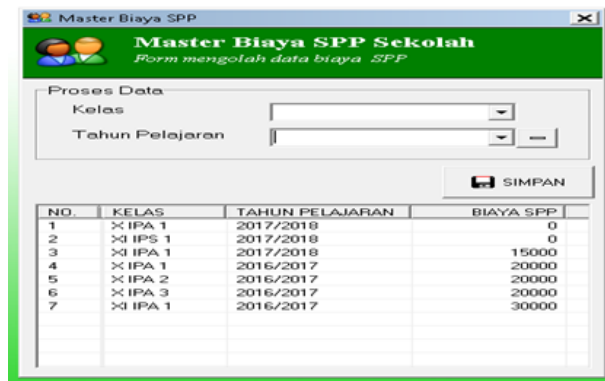 Master Biaya SPP
Master Biaya SPP Sekolah
Form mengolah data biaya SPP
Proses Data
Kelas
Tahun Pelajaran
SIMPAN
NO. KELAS TAHUN PELAJARAN BIAYA SPP
1 X IPA 1 2017/2018 0
2 XI IPS 1 2017/2018 0
3 XI IPA 1 2017/2018 15000
4 X IPA 1 2016/2017 20000
5 X IPA 2 2016/2017 20000
6 X IPA 3 2016/2017 20000
7 XI IPA 1 2016/2017 30000